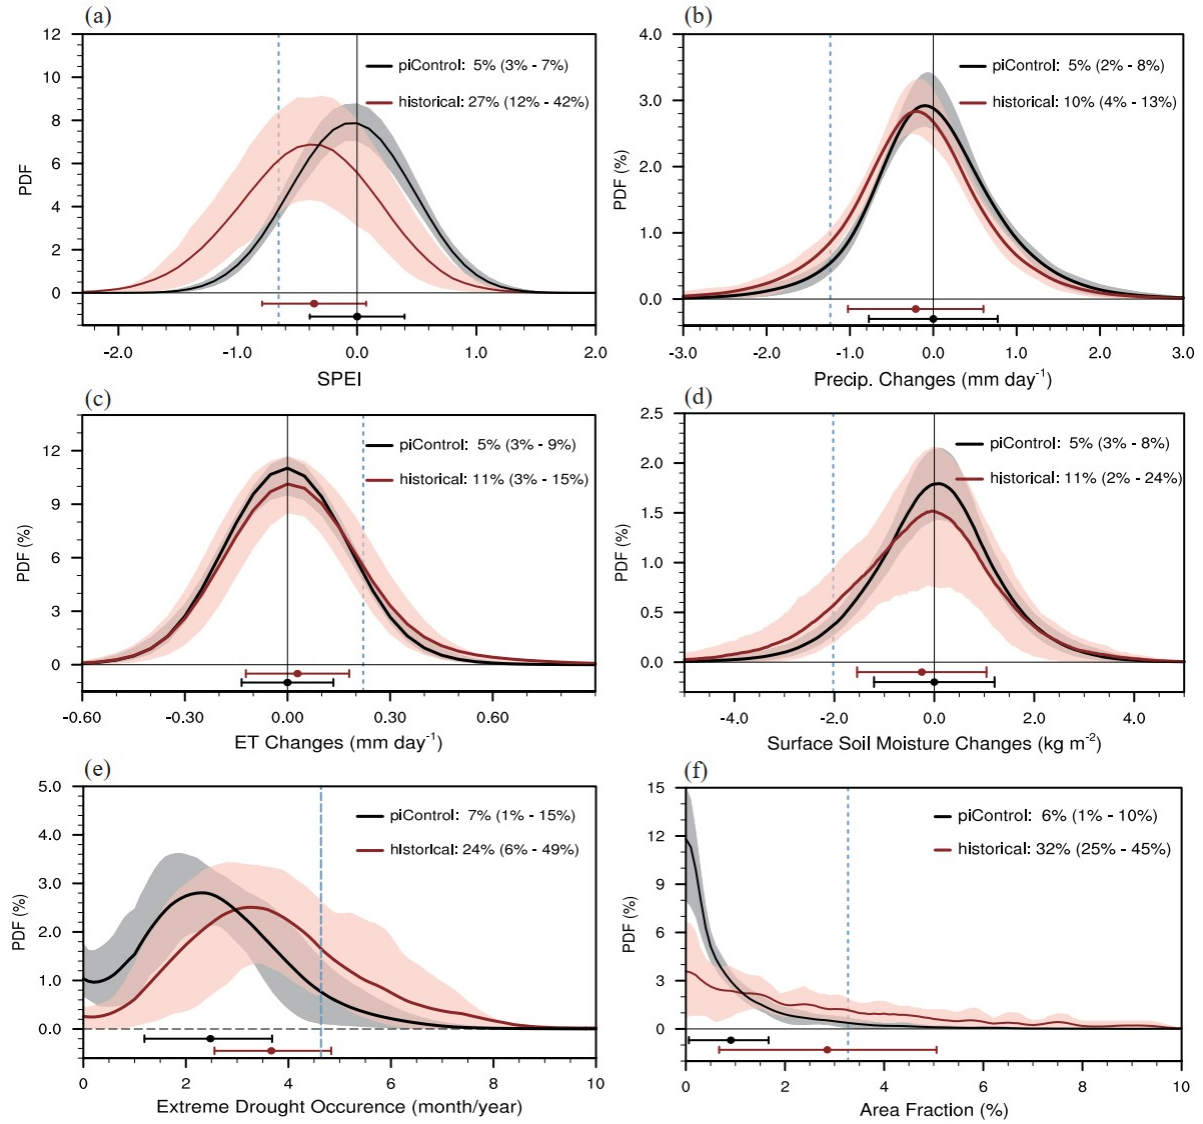 (a)
12
10
8
6
4
2
0
PDF
piControl: 5% (3% - 7%)
historical: 27% (12% - 42%)
-2.0 -1.0 0.0 1.0 2.0
SPEI
(b)
4.0
3.0
2.0
1.0
0.0
PDF (%)
piControl: 5% (2% - 8%)
historical: 10% (4% - 13%)
-3.0 -2.0 -1.0 0.0 1.0 2.0 3.0
Precip. Changes (mm day-1)
(c)
12
9
6
3
0
PDF (%)
piControl: 5% (3% - 9%)
historical: 11% (3% - 15%)
-0.60 -0.30 0.00 0.30 0.60
ET Changes (mm day-1)
(d)
2.5
2.0
1.5
1.0
0.5
0.0
PDF (%)
piControl: 5% (3% - 8%)
historical: 11% (2% - 24%)
-4.0 -2.0 0.0 2.0 4.0
Surface Soil Moisture Changes (kg m-2)
(e)
5.0
4.0
3.0
2.0
1.0
0.0
PDF (%)
piControl: 7% (1% - 15%)
historical: 24% (6% - 49%)
0 2 4 6 8 10
Extreme Drought Occurence (month/year)
(f)
15
12
9
6
3
0
PDF (%)
piControl: 6% (1% - 10%)
historical: 32% (25% - 45%)
0 2 4 6 8 10
Area Fraction (%)